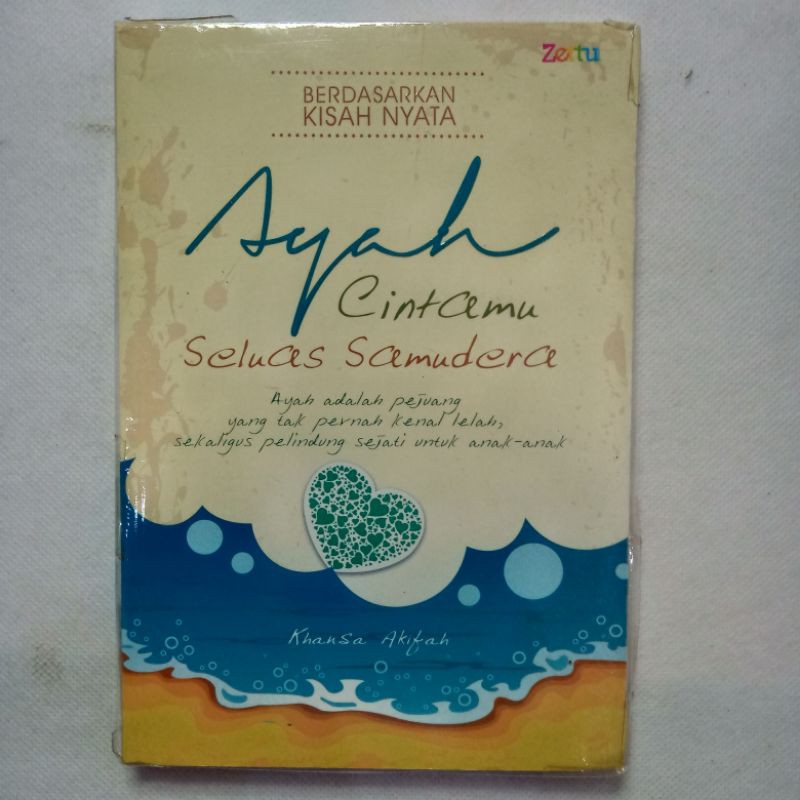 Zettu
BERDASARKAN
KISAH NYATA
Ayah
Cintamu
Seluas Samudera
Ayah adalah pejuang
yang tak pernah kenal lelah,
sekaligus pelindung sejati untuk anak-anak
Khansa Akifah